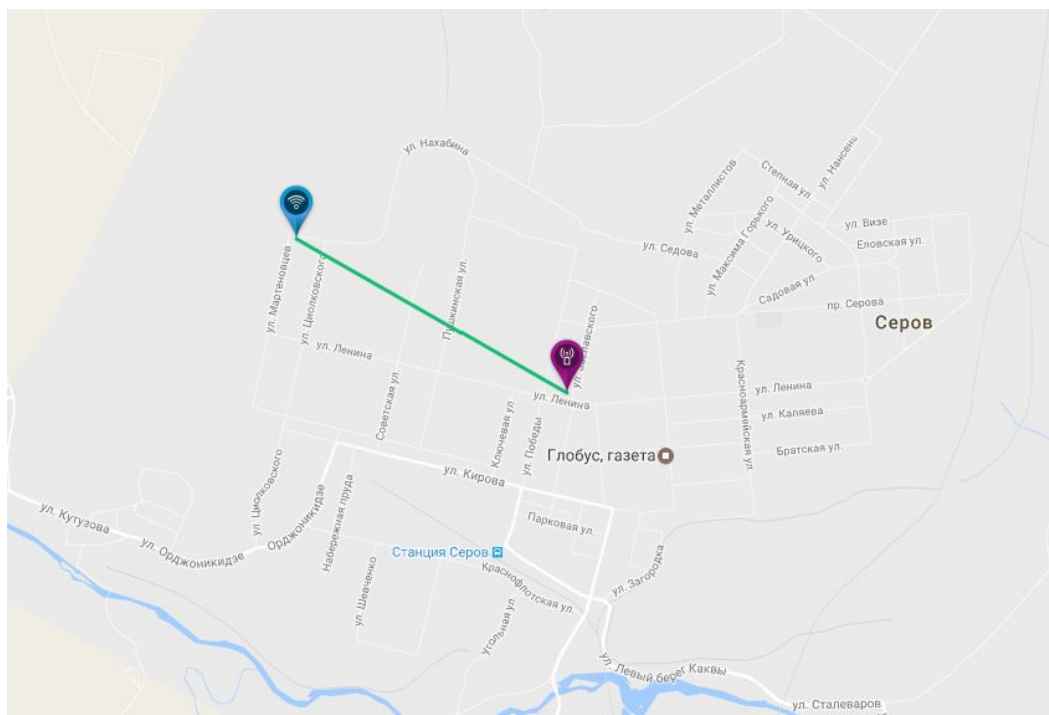 ул. Нахабина
ул. Металлистов
Степная ул.
ул. Нансена
ул. Максима Горького
ул. Урицкого
ул. Визе
Еловская ул.
ул. Седова
Садовая ул.
пр. Серова
Серов
ул. Мартеновцев
ул. Циолковского
Пушкинская ул.
ул. Ленина
Советская ул.
ул. Ленина
Ключевая ул.
ул. Победы
Красноармейская ул.
ул. Ленина
ул. Каляева
Братская ул.
Глобус, газета
ул. Кирова
ул. Циолковского
Орджоникидзе
Набережная пруда
ул. Кутузова
ул. Орджоникидзе
Парковая ул.
Станция Серов
Краснофлотская ул.
ул. Загородка
ул. Шевченко
Угольная ул.
ул. Левый берег Каквы
ул. Сталеваров